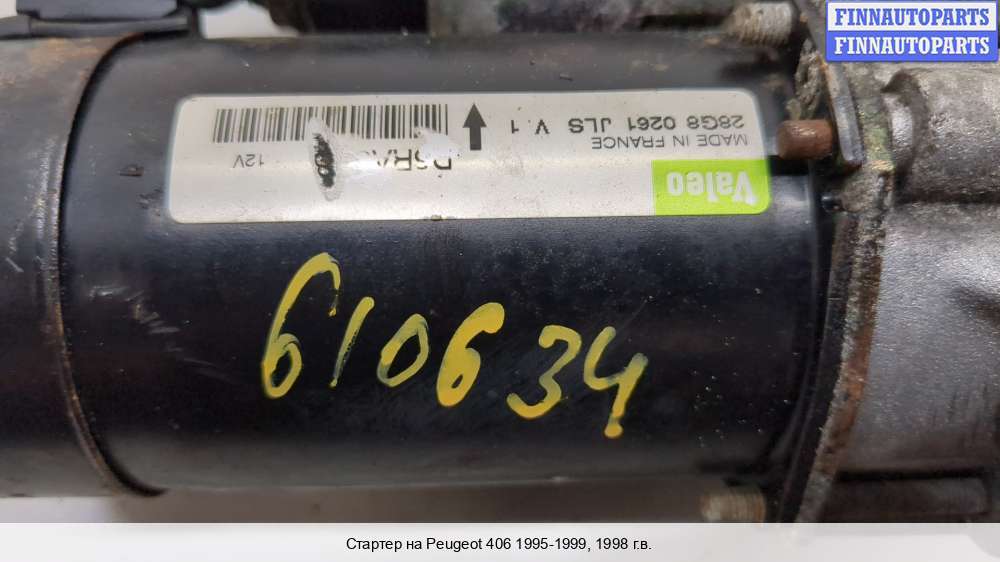 FINNAUTOPARTS
FINNAUTOPARTS
Valeo
MADE IN FRANCE
28G8 0261 JLS V.1
12V
610634
Стартер на Peugeot 406 1995-1999, 1998 г.в.